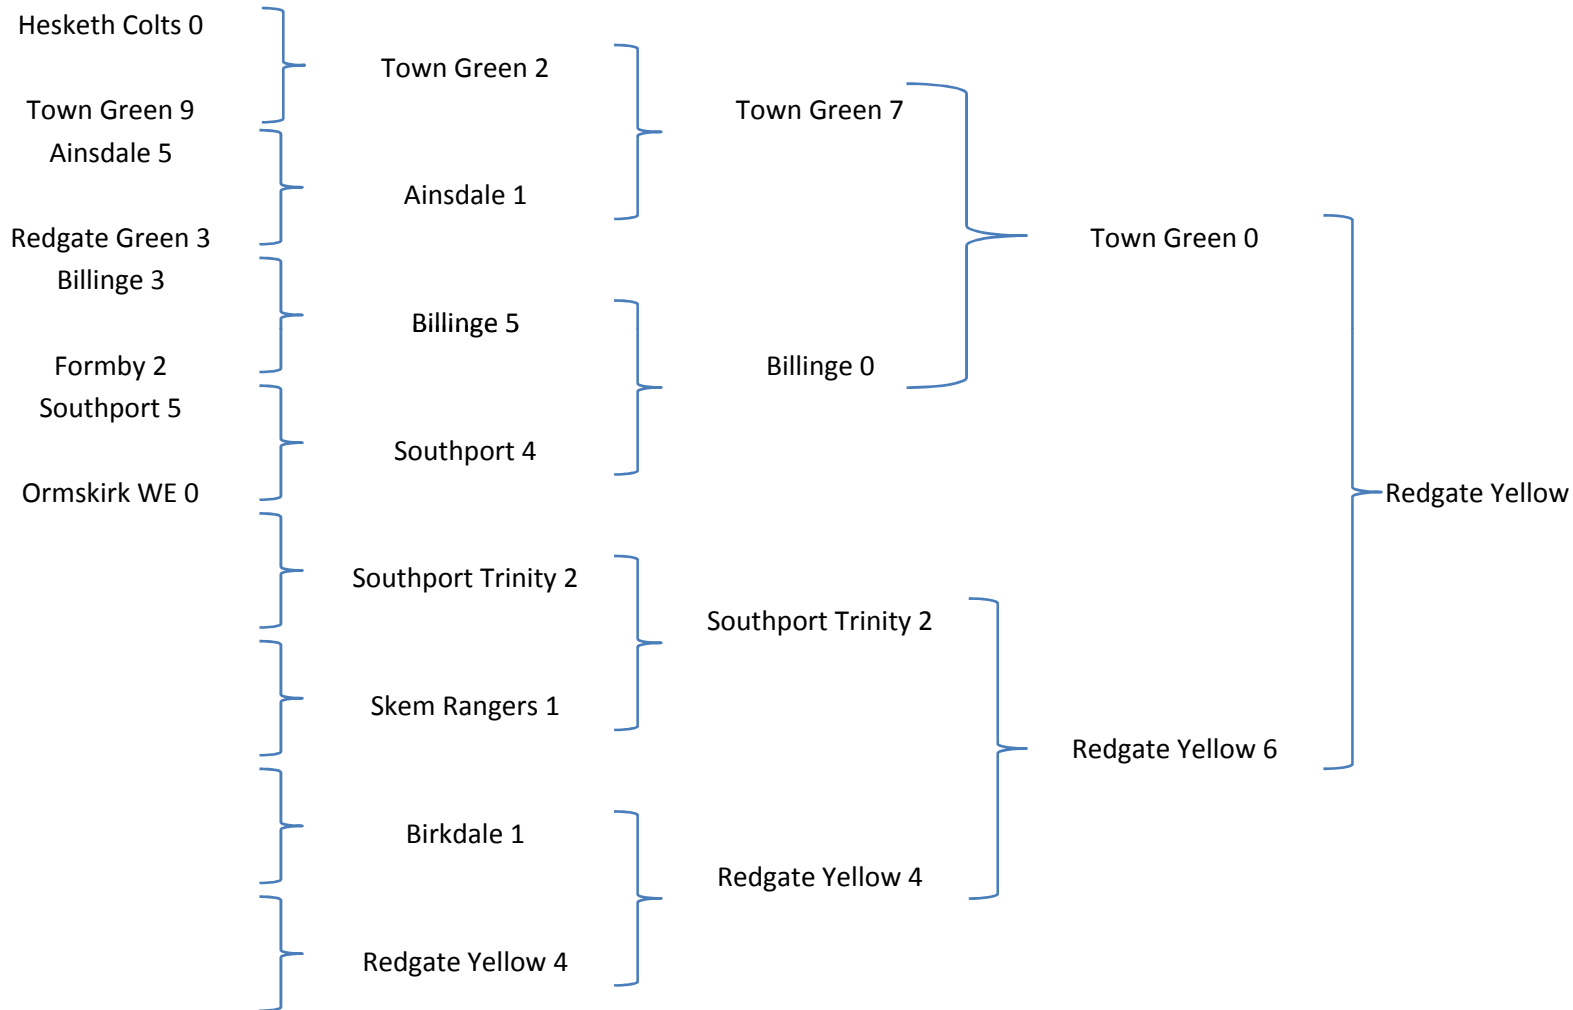 Hesketh Colts 0
Town Green 9
Ainsdale 5
Redgate Green 3
Billinge 3
Formby 2
Southport 5
Ormskirk WE 0
Town Green 2
Ainsdale 1
Billinge 5
Southport 4
Southport Trinity 2
Skem Rangers 1
Birkdale 1
Redgate Yellow 4
Town Green 7
Billinge 0
Southport Trinity 2
Redgate Yellow 4
Town Green 0
Redgate Yellow 6
Redgate Yellow